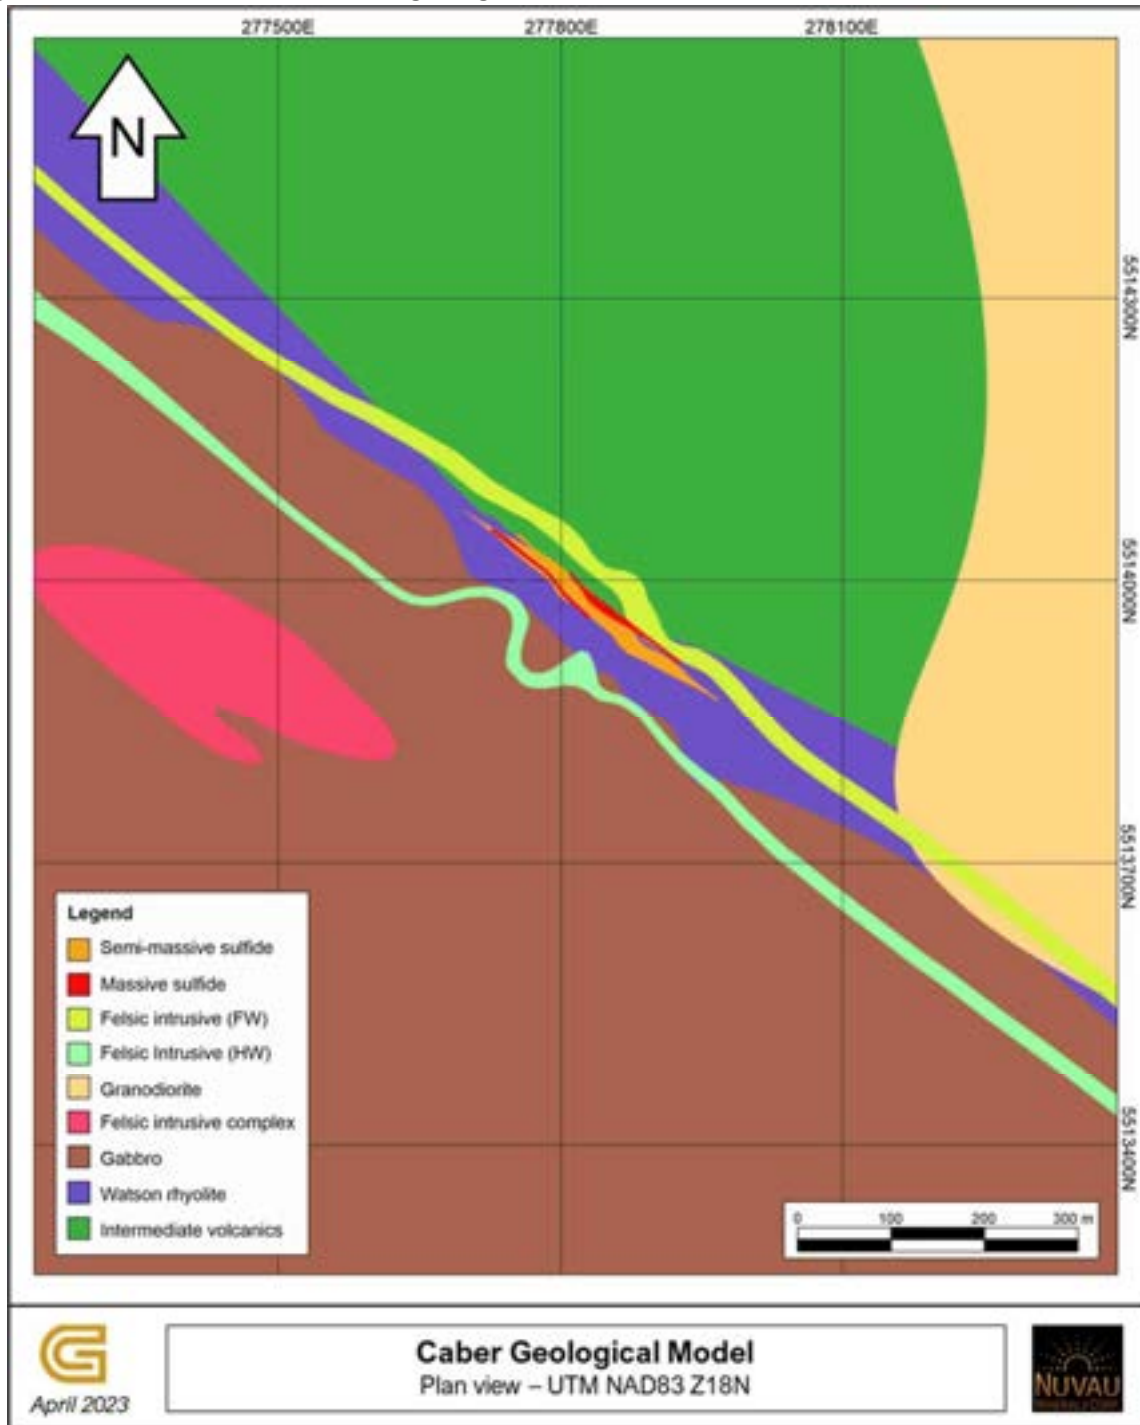 277500E 277800E 278100E
N
5514300N
5514000N
5513700N
5513400N
Legend
Semi-massive sulfide
Massive sulfide
Felsic intrusive (FW)
Felsic Intrusive (HW)
Granodiorite
Felsic intrusive complex
Gabbro
Watson rhyolite
Intermediate volcanics
0 100 200 300 m
G
April 2023
Caber Geological Model
Plan view – UTM NAD83 Z18N
NUVAU